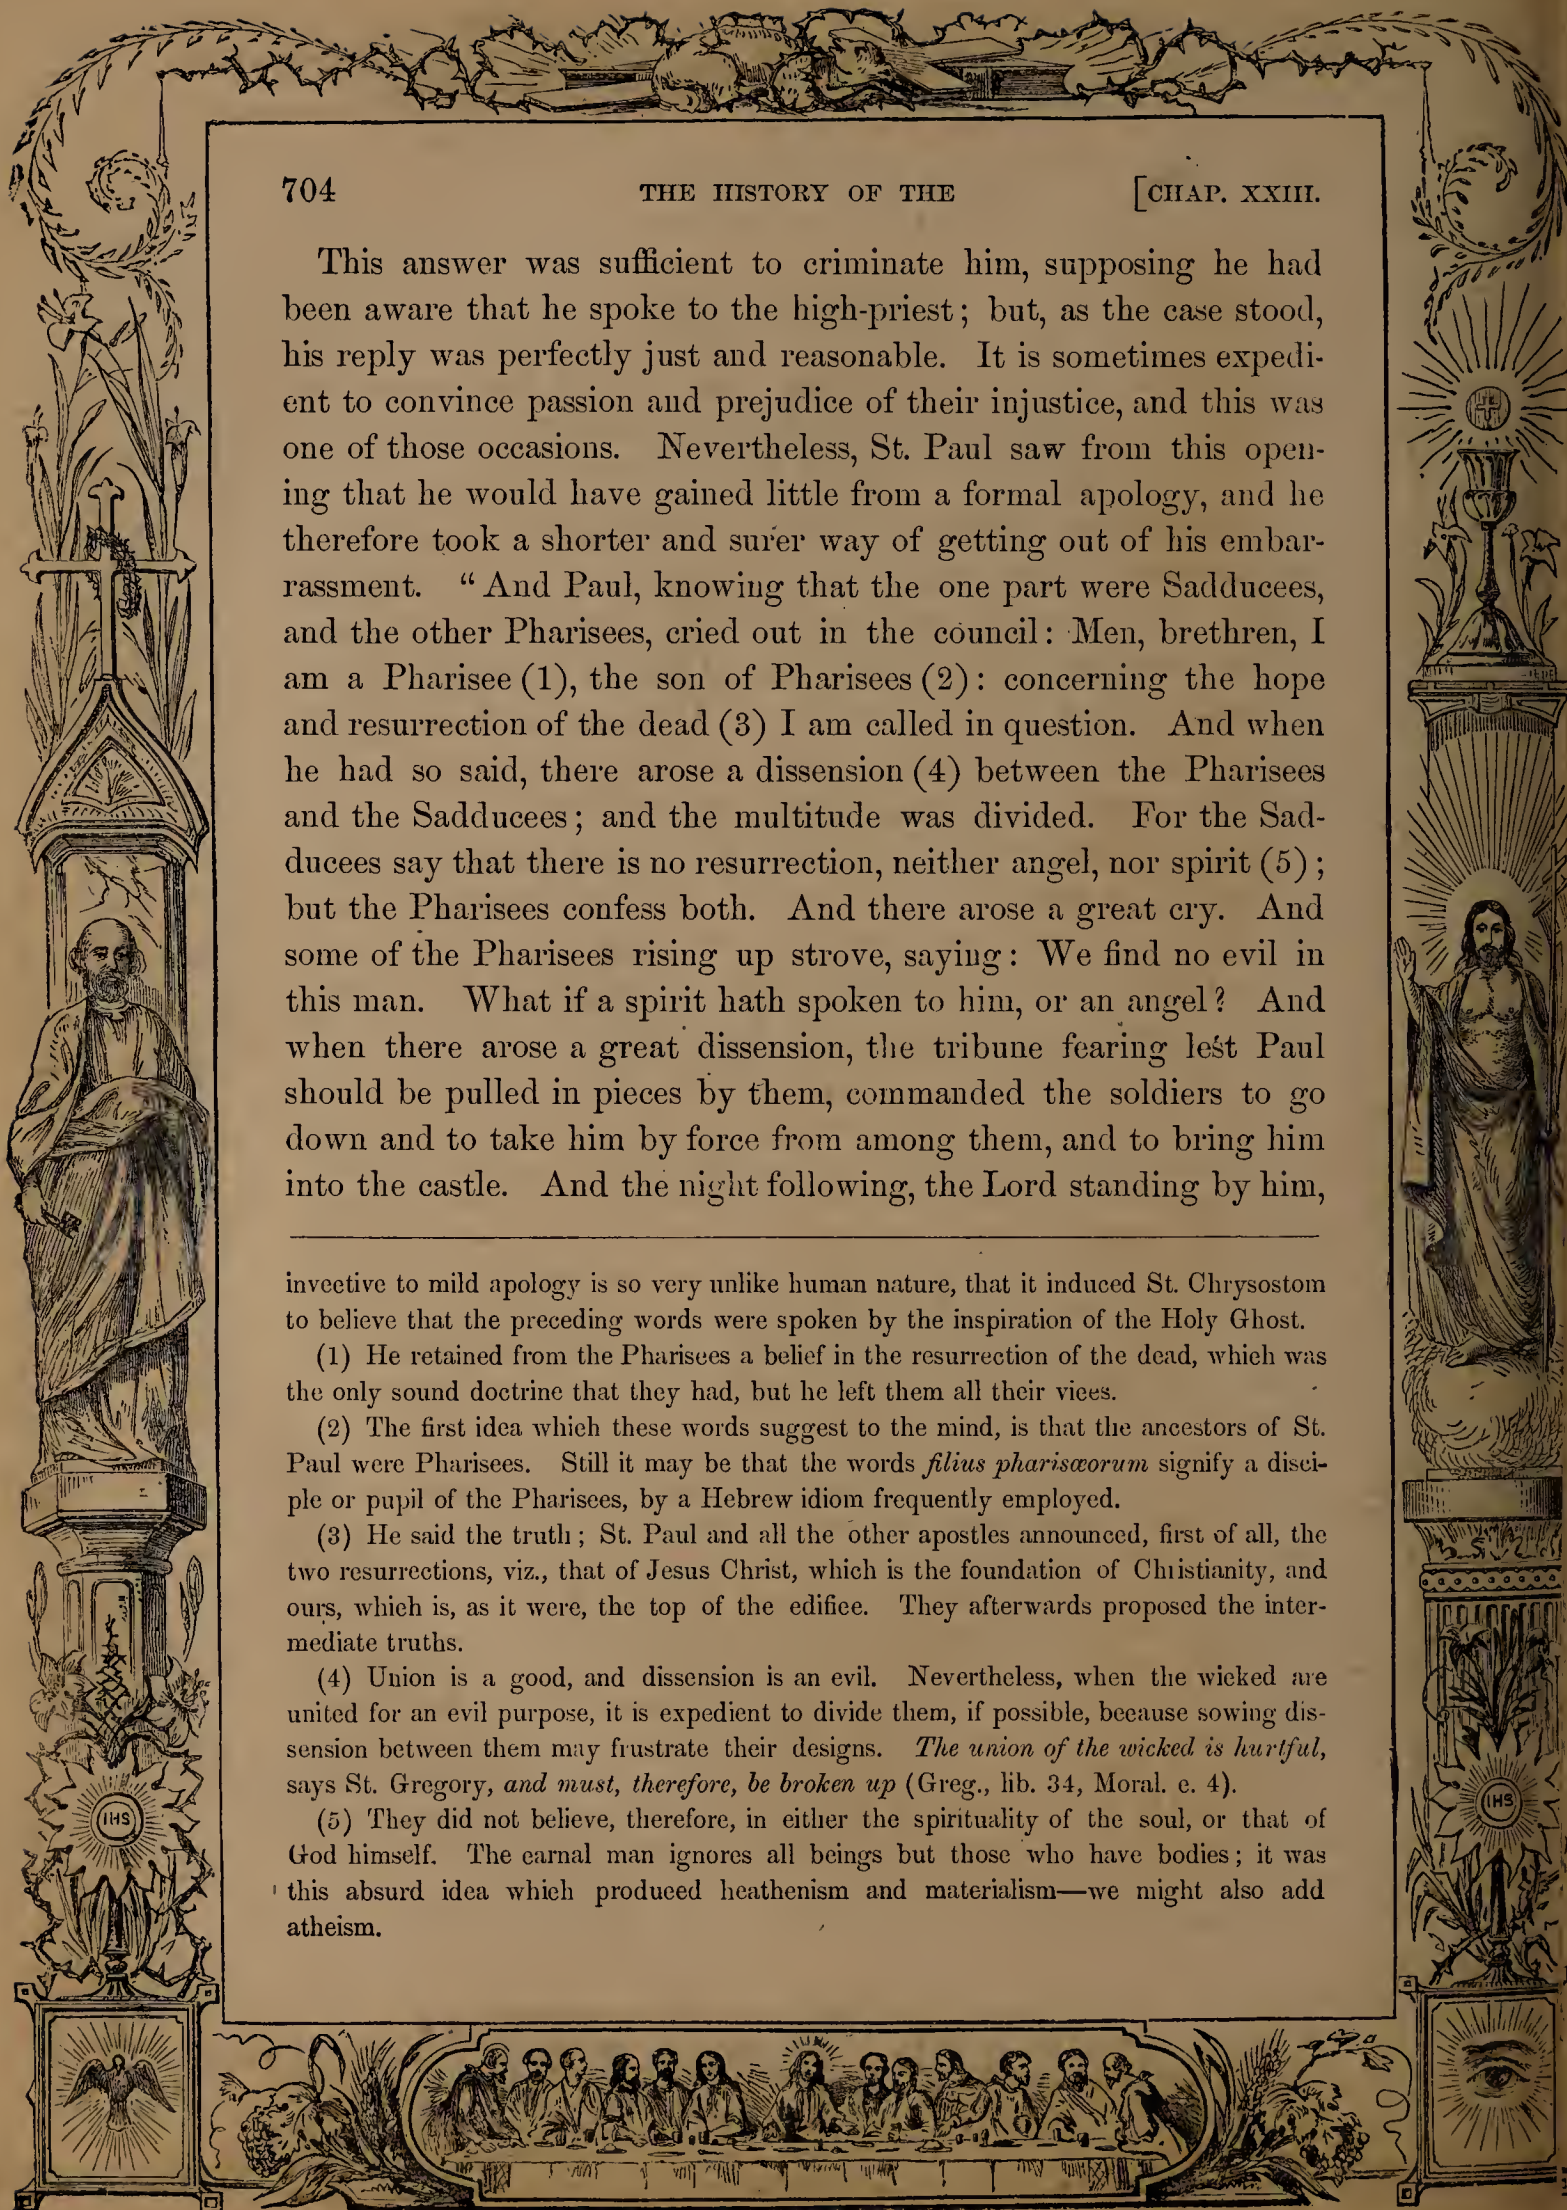 704 THE HISTORY OF THE [CHAP. XXIII.
This answer was sufficient to criminate him, supposing he had
been aware that he spoke to the high-priest; but, as the case stood,
his reply was perfectly just and reasonable. It is sometimes expedi-
ent to convince passion and prejudice of their injustice, and this was
one of those occasions. Nevertheless, St. Paul saw from this open-
ing that he would have gained little from a formal apology, and he
therefore took a shorter and surer way of getting out of his embar-
rassment. “And Paul, knowing that the one part were Sadducees,
and the other Pharisees, cried out in the council: Men, brethren, I
am a Pharisee (1), the son of Pharisees (2): concerning the hope
and resurrection of the dead (3) I am called in question. And when
he had so said, there arose a dissension (4) between the Pharisees
and the Sadducees; and the multitude was divided. For the Sad-
ducees say that there is no resurrection, neither angel, nor spirit (5);
but the Pharisees confess both. And there arose a great cry. And
some of the Pharisees rising up strove, saying: We find no evil in
this man. What if a spirit hath spoken to him, or an angel? And
when there arose a great dissension, the tribune fearing lest Paul
should be pulled in pieces by them, commanded the soldiers to go
down and to take him by force from among them, and to bring him
into the castle. And the night following, the Lord standing by him,
invective to mild apology is so very unlike human nature, that it induced St. Chrysostom
to believe that the preceding words were spoken by the inspiration of the Holy Ghost.
(1) He retained from the Pharisees a belief in the resurrection of the dead, which was
the only sound doctrine that they had, but he left them all their vices.
(2) The first idea which these words suggest to the mind, is that the ancestors of St.
Paul were Pharisees. Still it may be that the words filius pharisæorum signify a disci-
ple or pupil of the Pharisees, by a Hebrew idiom frequently employed.
(3) He said the truth; St. Paul and all the other apostles announced, first of all, the
two resurrections, viz., that of Jesus Christ, which is the foundation of Christianity, and
ours, which is, as it were, the top of the edifice. They afterwards proposed the inter-
mediate truths.
(4) Union is a good, and dissension is an evil. Nevertheless, when the wicked are
united for an evil purpose, it is expedient to divide them, if possible, because sowing dis-
sension between them may frustrate their designs. The union of the wicked is hurtful,
says St. Gregory, and must, therefore, be broken up (Greg., lib. 34, Moral. c. 4).
(5) They did not believe, therefore, in either the spirituality of the soul, or that of
God himself. The carnal man ignores all beings but those who have bodies; it was
this absurd idea which produced heathenism and materialism—we might also add
atheism.
IHS
IHS